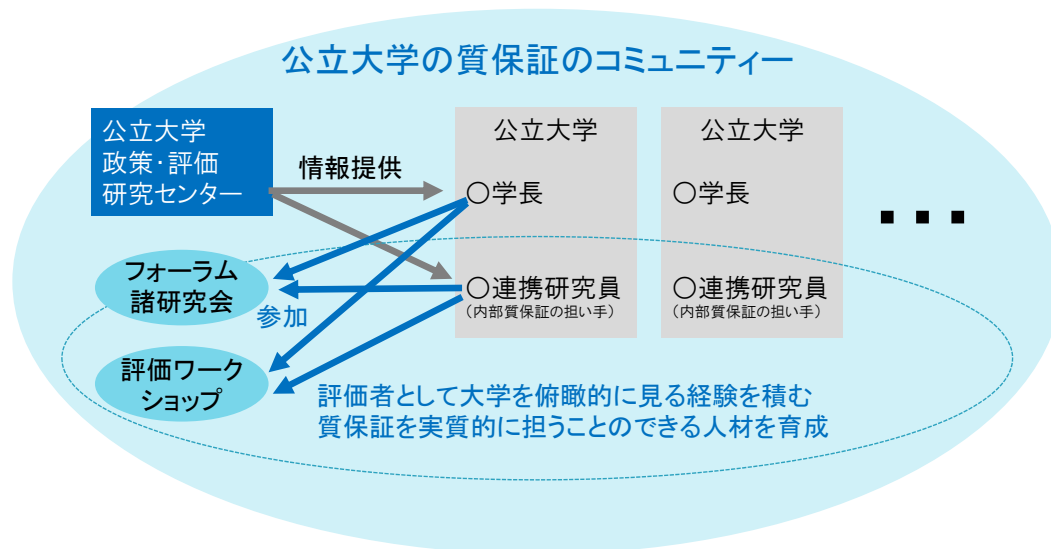 公立大学の質保証のコミュニティー
公立大学
政策・評価
研究センター
情報提供
公立大学
〇学長
〇連携研究員
（内部質保証の担い手）
公立大学
〇学長
〇連携研究員
（内部質保証の担い手）
・・・
フォーラム
諸研究会
参加
評価ワーク
ショップ
評価者として大学を俯瞰的に見る経験を積む
質保証を実質的に担うことのできる人材を育成